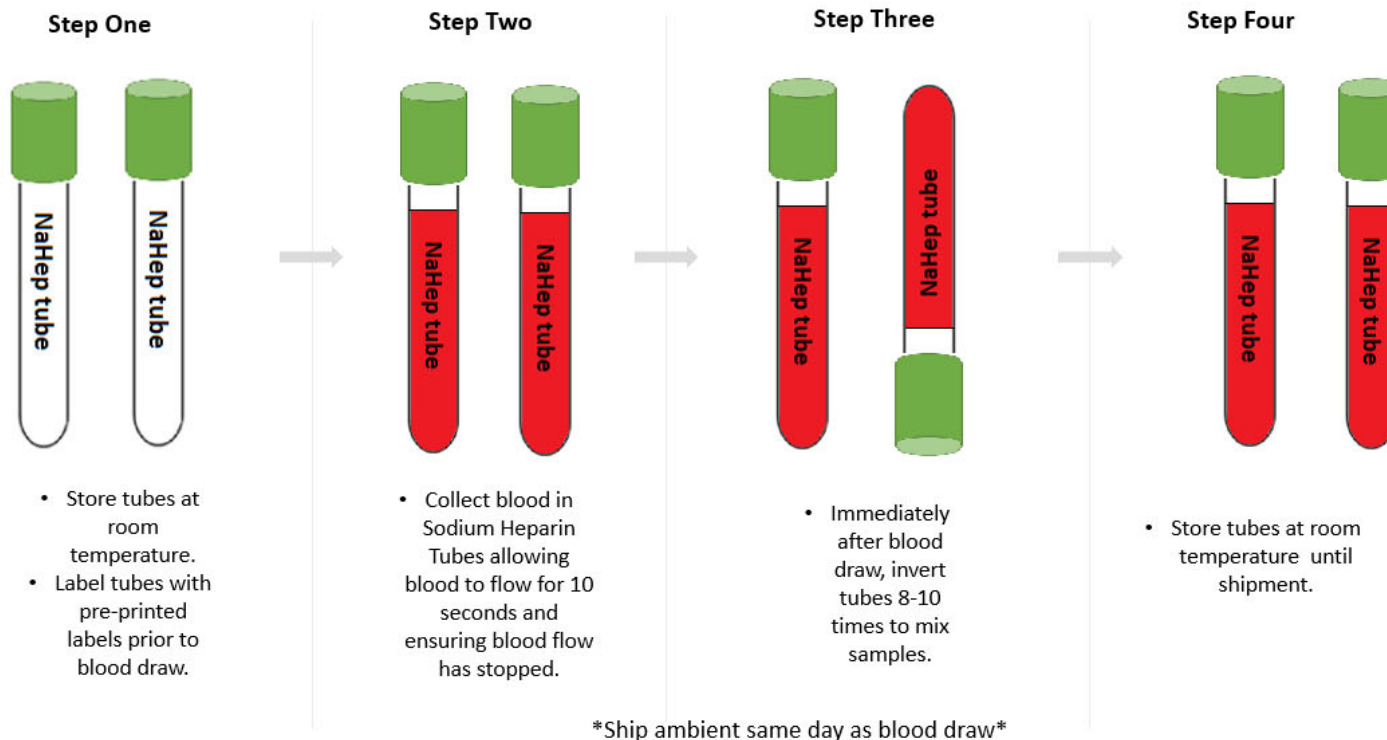 Step One
NaHep tube
NaHep tube
• Store tubes at
room
temperature.
• Label tubes with
pre-printed
labels prior to
blood draw.
Step Two
NaHep tube
NaHep tube
• Collect blood in
Sodium Heparin
Tubes allowing
blood to flow for 10
seconds and
ensuring blood flow
has stopped.
Step Three
NaHep tube
NaHep tube
• Immediately
after blood
draw, invert
tubes 8-10
times to mix
samples.
Step Four
NaHep tube
NaHep tube
• Store tubes at room
temperature until
shipment.
*Ship ambient same day as blood draw*